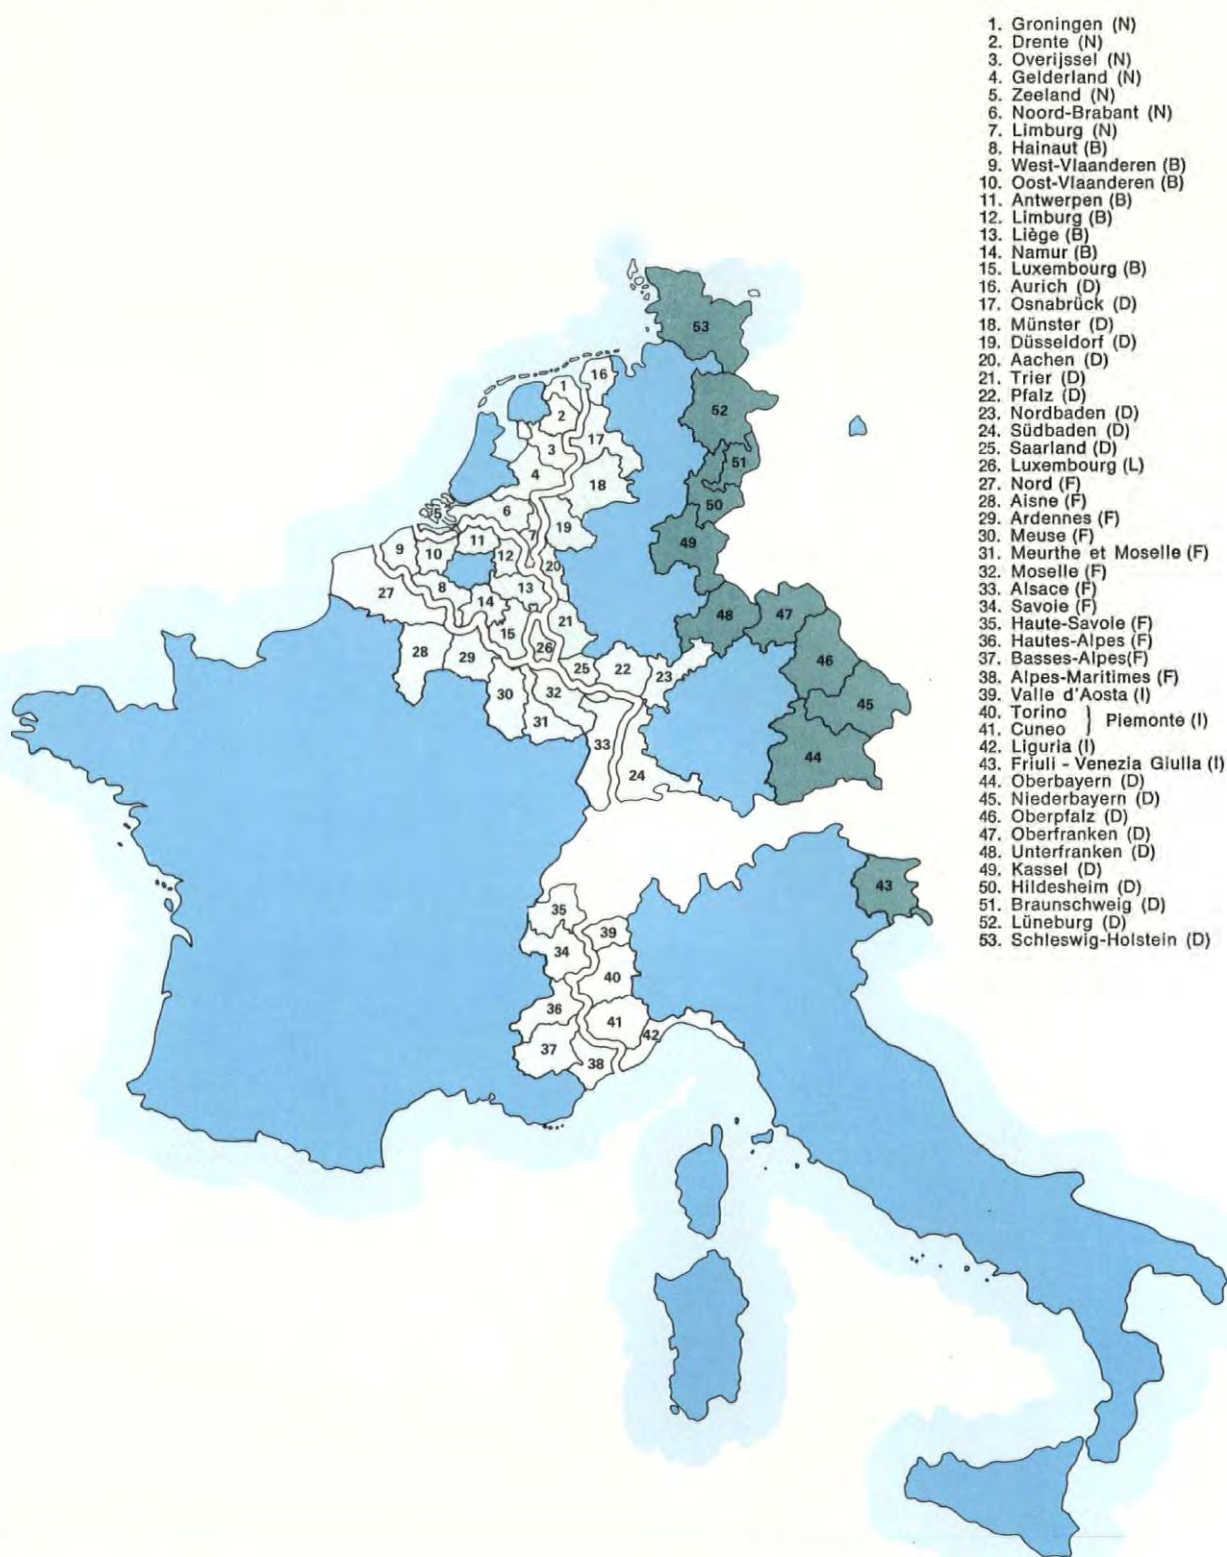 1. Groningen (N)
2. Drente (N)
3. Overijssel (N)
4. Gelderland (N)
5. Zeeland (N)
6. Noord-Brabant (N)
7. Limburg (N)
8. Hainaut (B)
9. West-Vlaanderen (B)
10. Oost-Vlaanderen (B)
11. Antwerpen (B)
12. Limburg (B)
13. Liège (B)
14. Namur (B)
15. Luxembourg (B)
16. Aurich (D)
17. Osnabrück (D)
18. Münster (D)
19. Düsseldorf (D)
20. Aachen (D)
21. Trier (D)
22. Pfalz (D)
23. Nordbaden (D)
24. Südbaden (D)
25. Saarland (D)
26. Luxembourg (L)
27. Nord (F)
28. Aisne (F)
29. Ardennes (F)
30. Meuse (F)
31. Meurthe et Moselle (F)
32. Moselle (F)
33. Alsace (F)
34. Savoie (F)
35. Haute-Savoie (F)
36. Hautes-Alpes (F)
37. Basses-Alpes(F)
38. Alpes-Maritimes (F)
39. Valle d'Aosta (I)
40. Torino } Piemonte (I)
41. Cuneo
42. Liguria (I)
43. Friuli - Venezia Giulia (I)
44. Oberbayern (D)
45. Niederbayern (D)
46. Oberpfalz (D)
47. Oberfranken (D)
48. Unterfranken (D)
49. Kassel (D)
50. Hildesheim (D)
51. Braunschweig (D)
52. Lüneburg (D)
53. Schleswig-Holstein (D)
53
16
1
52
2
17
3
51
4
18
50
5
6
19
7
49
9
10
11
12
20
8
13
27
14
48
47
21
15
26
28
29
25
22
23
46
30
32
45
31
33
44
24
43
35
39
34
40
36
41
42
37
38